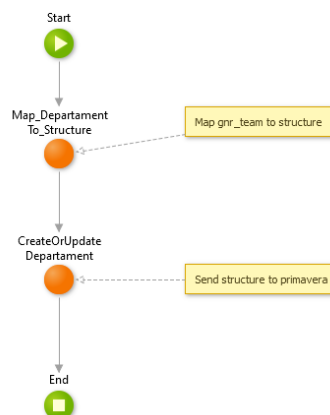 Start
Map_Departament
To_Structure
Map gnr_team to structure
CreateOrUpdate
Departament
Send structure to primavera
End